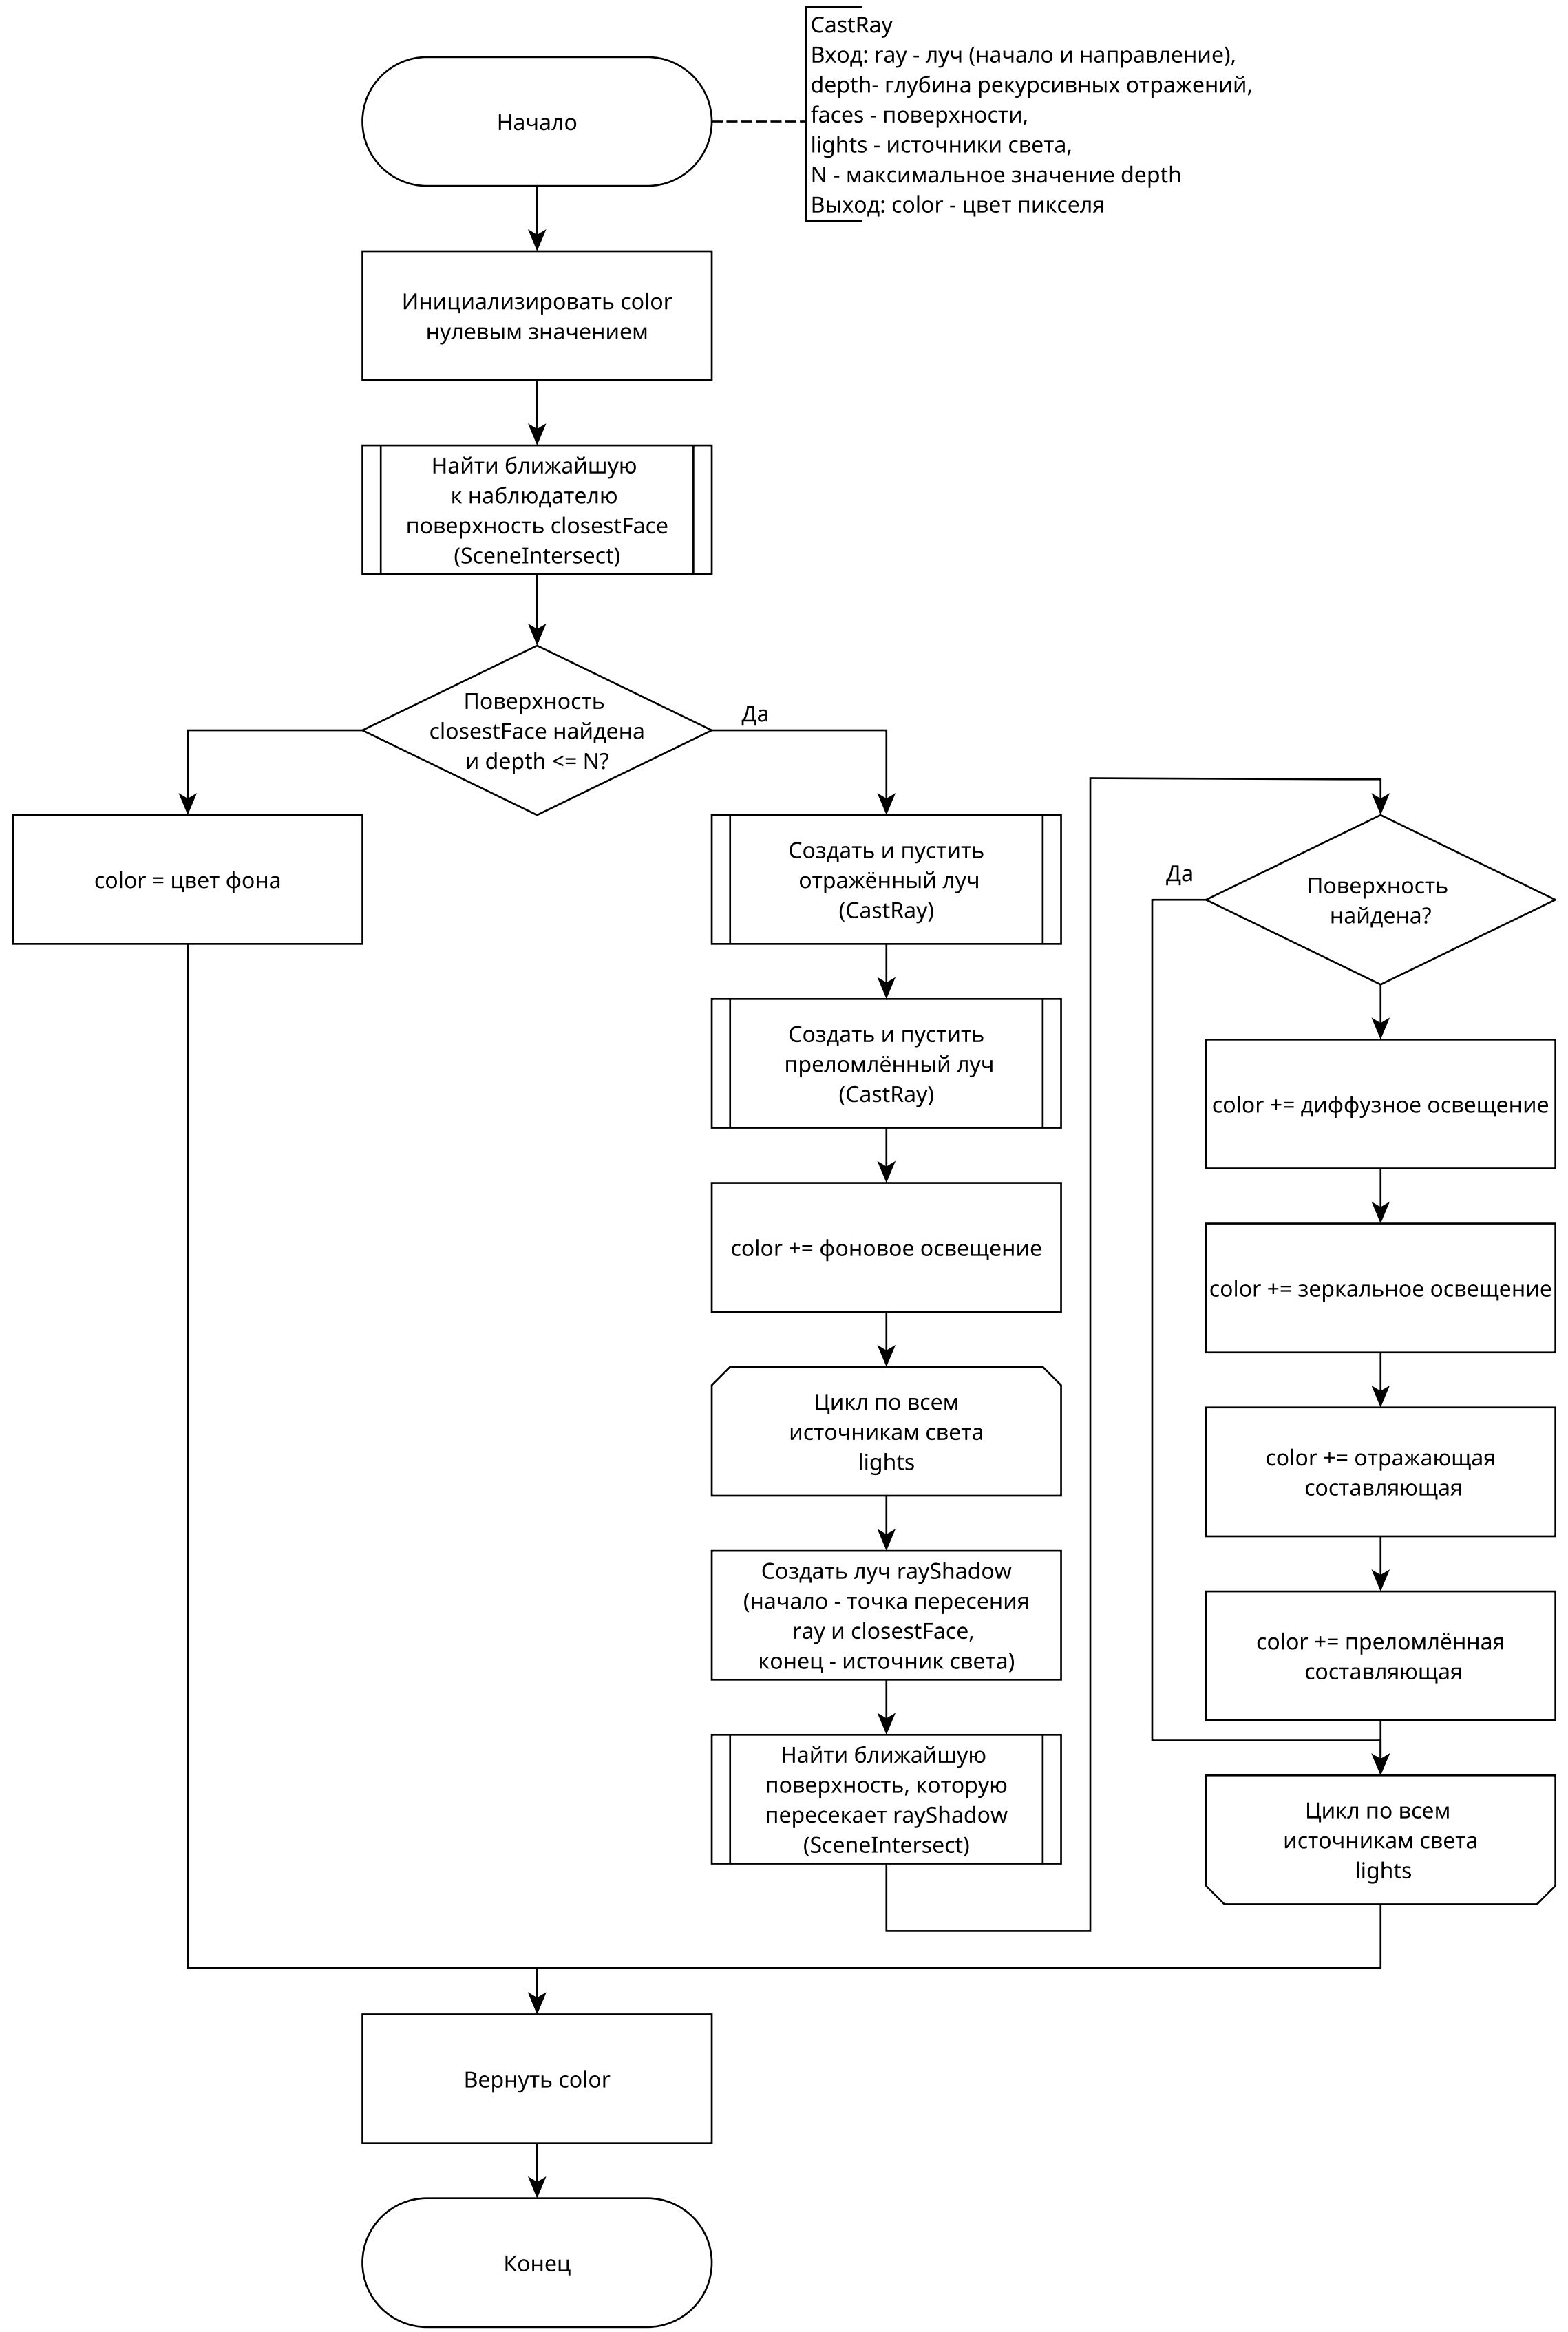 CastRay
Вход: ray - луч (начало и направление),
depth- глубина рекурсивных отражений,
faces - поверхности,
lights - источники света,
N - максимальное значение depth
Выход: color - цвет пикселя
Начало
Инициализировать color
нулевым значением
Найти ближайшую
к наблюдателю
поверхность closestFace
(SceneIntersect)
Поверхность
closestFace найдена
и depth <= N?
Да
color = цвет фона
Создать и пустить
отражённый луч
(CastRay)
Создать и пустить
преломлённый луч
(CastRay)
color += фоновое освещение
Цикл по всем
источникам света
lights
Создать луч rayShadow
(начало - точка пересения
ray и closestFace,
конец - источник света)
Найти ближайшую
поверхность, которую
пересекает rayShadow
(SceneIntersect)
Да
Поверхность
найдена?
color += диффузное освещение
color += зеркальное освещение
color += отражающая
составляющая
color += преломлённая
составляющая
Цикл по всем
источникам света
lights
Вернуть color
Конец